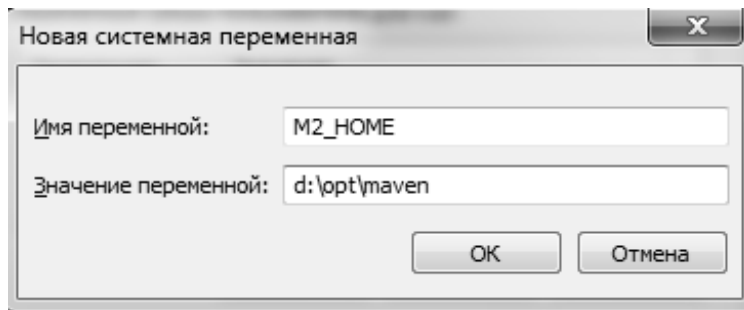 Новая системная переменная
Имя переменной: M2_HOME
Значение переменной: d:\opt\maven
OK Отмена